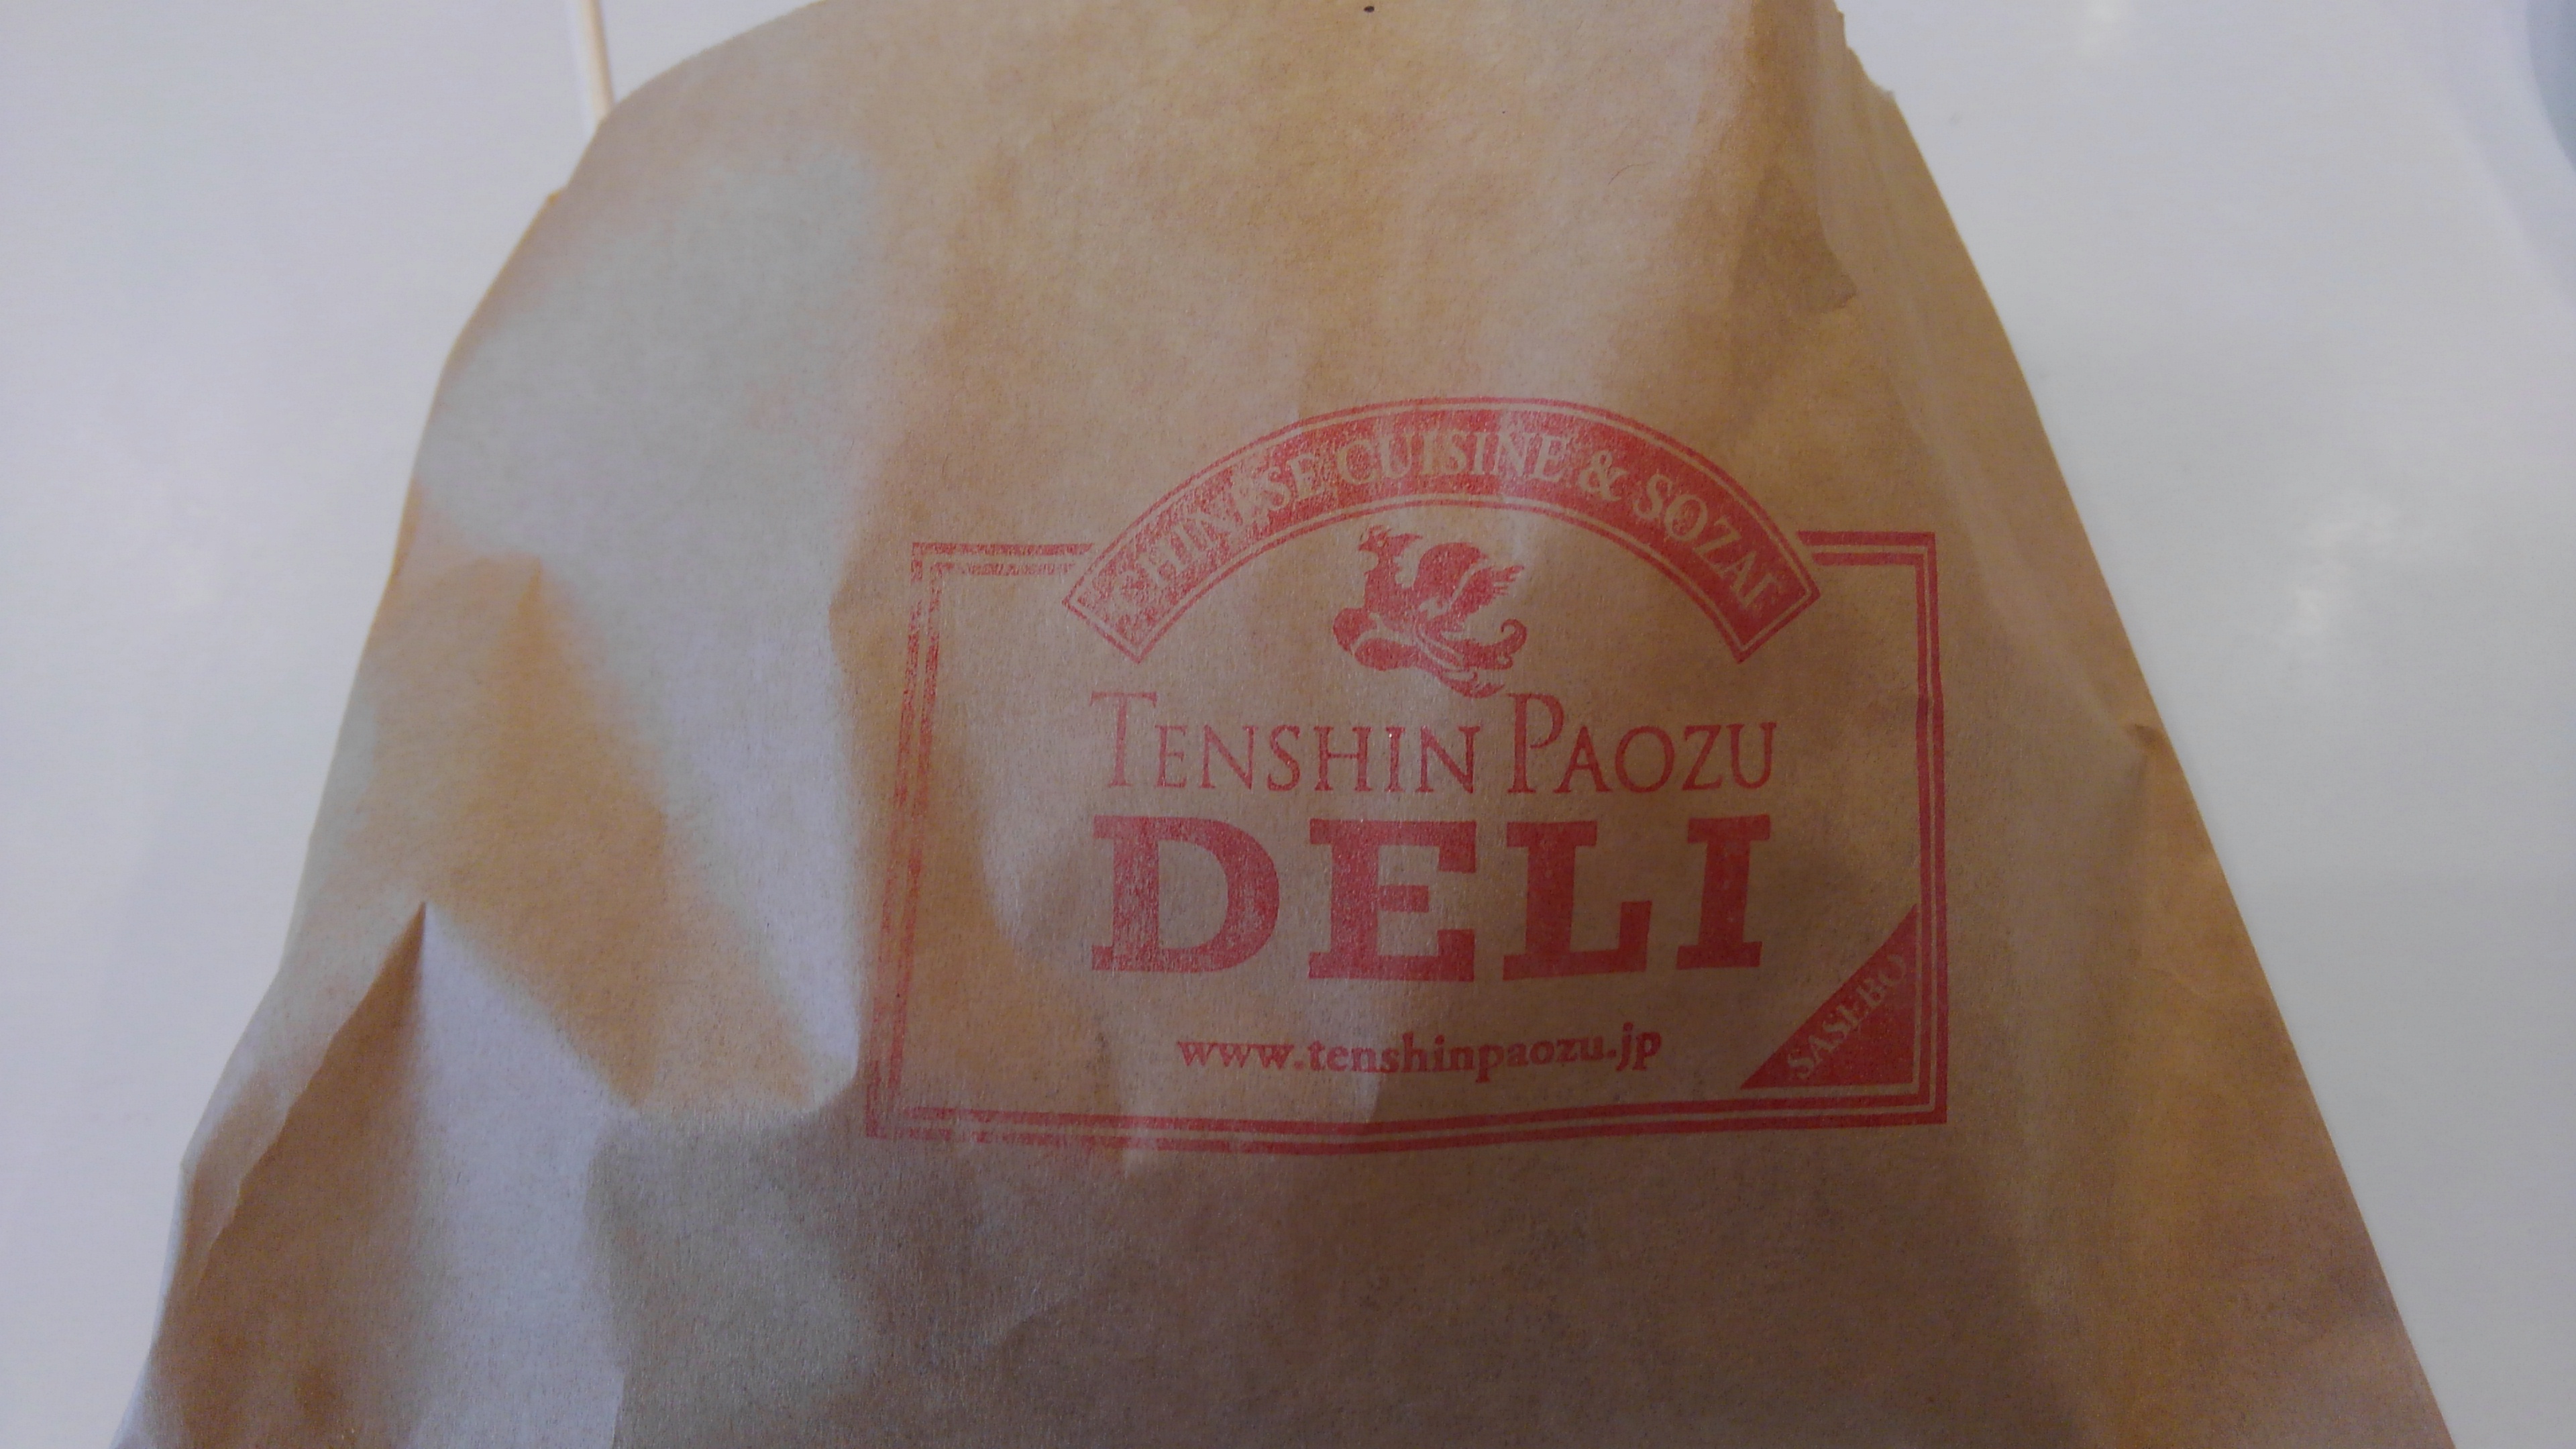 CHINESE CUISINE & SOZAI
TENSHIN PAOZU
DELI
www.tenshinpaozu.jp
SASEBO